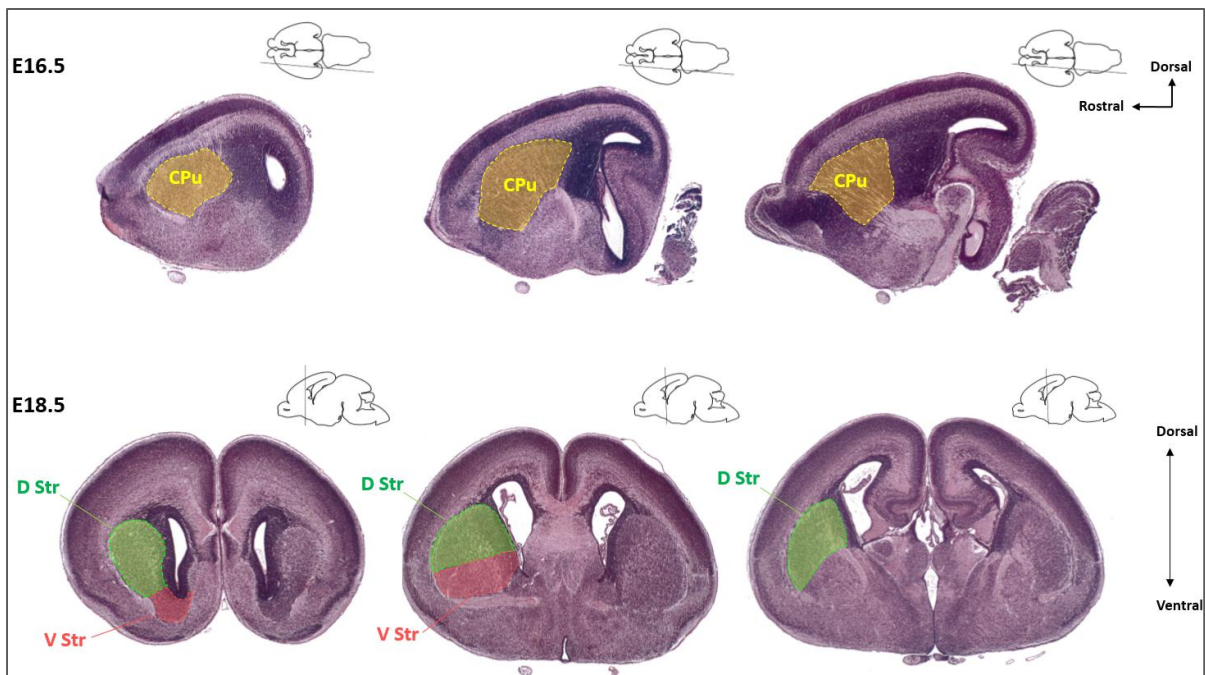 E16.5
Dorsal
Rostral
CPu
CPu
CPu
E18.5
Dorsal
D Str
D Str
D Str
V Str
V Str
Ventral